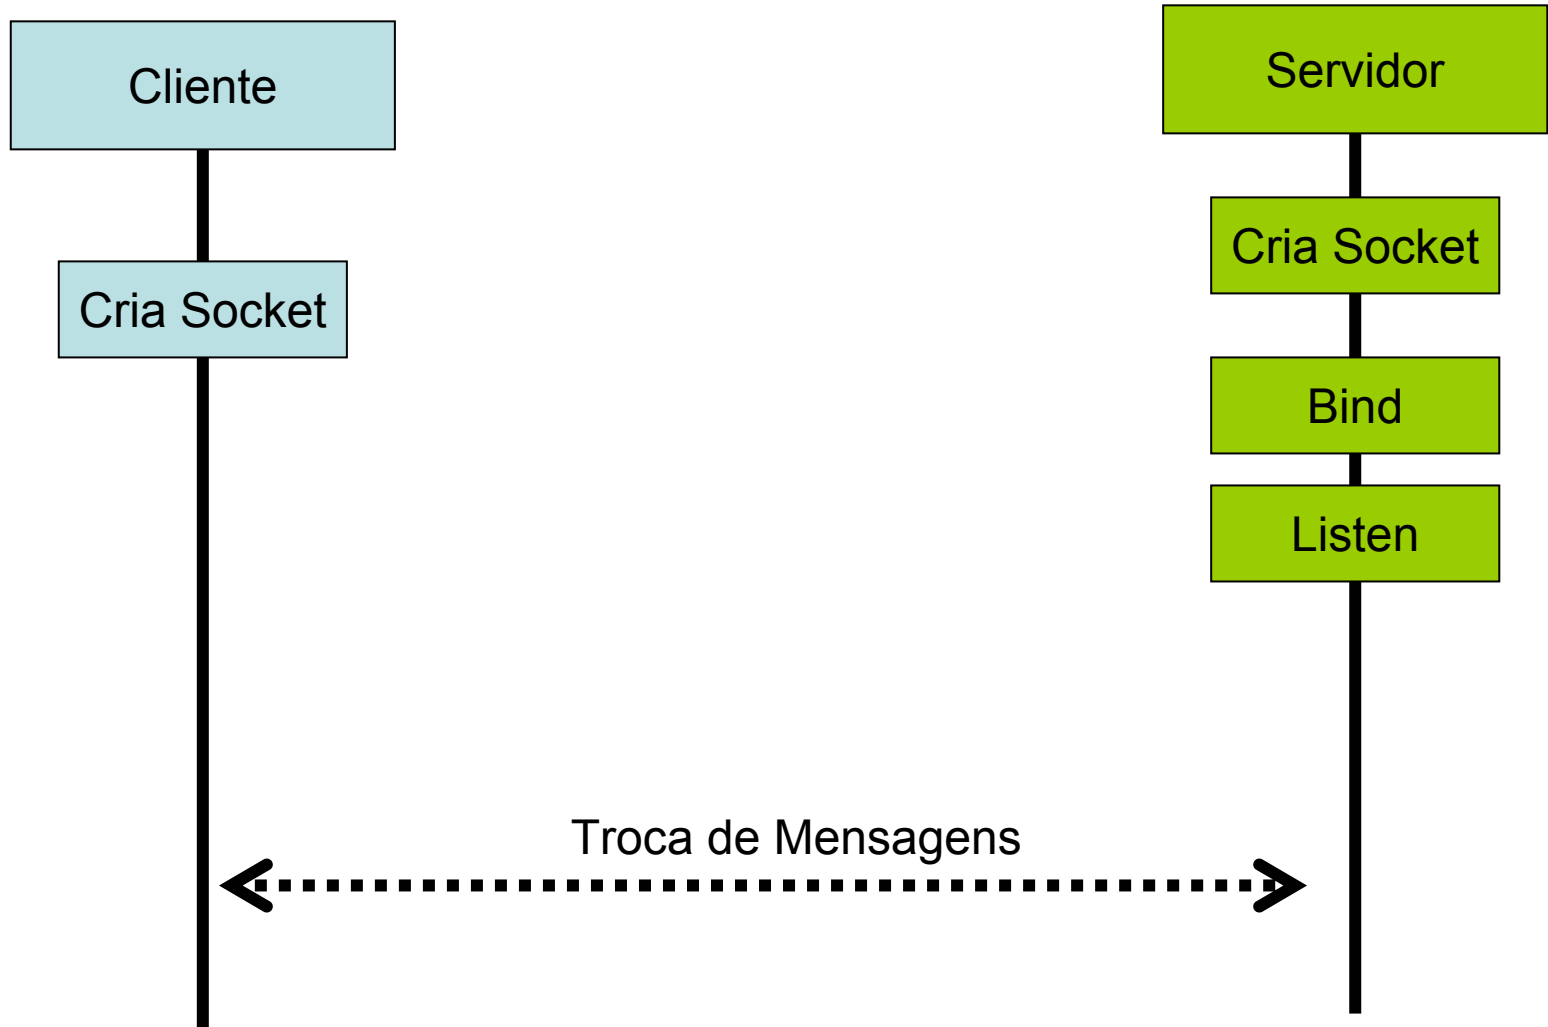 Cliente
Servidor
Cria Socket
Cria Socket
Bind
Listen
Troca de Mensagens